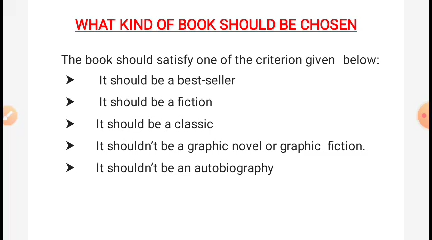 WHAT KIND OF BOOK SHOULD BE CHOSEN
The book should satisfy one of the criterion given below:
➤ It should be a best-seller
➤ It should be a fiction
➤ It should be a classic
➤ It shouldn't be a graphic novel or graphic fiction.
➤ It shouldn't be an autobiography